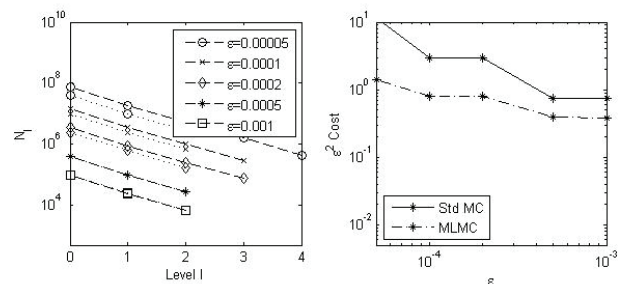 10^10
10^8
10^6
10^4
N_l
0 1 2 3 4
Level l
ε=0.00005
ε=0.0001
ε=0.0002
ε=0.0005
ε=0.001
10^1
10^0
10^-1
10^-2
ε^2 Cost
10^-4 10^-3
ε
Std MC
MLMC